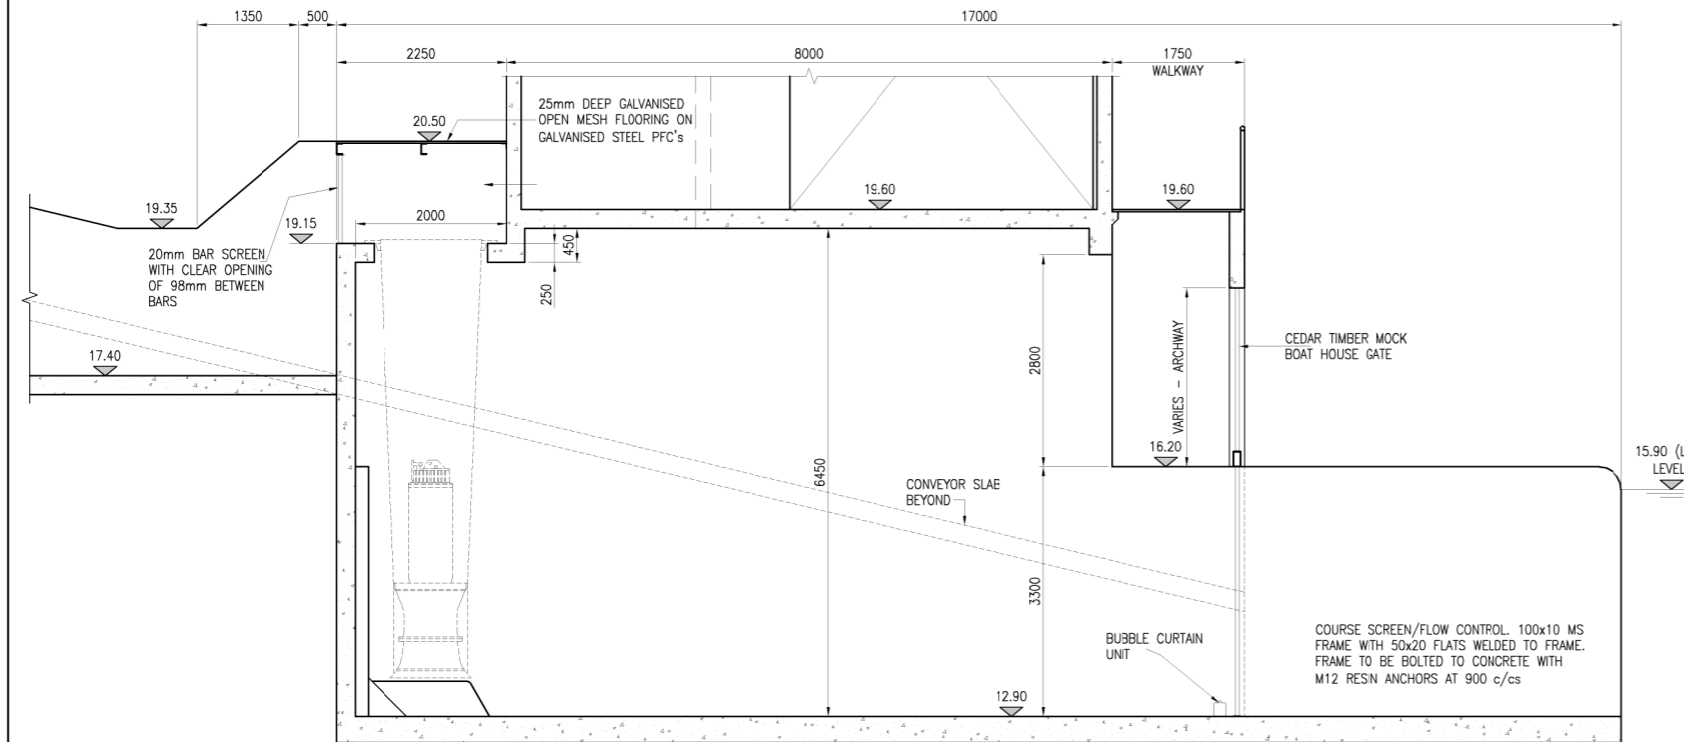 1350
500
17000
2250
8000
1750
WALKWAY
25mm DEEP GALVANISED
OPEN MESH FLOORING ON
GALVANISED STEEL PFC's
20.50
19.60
19.60
19.35
19.15
2000
450
250
20mm BAR SCREEN
WITH CLEAR OPENING
OF 98mm BETWEEN
BARS
17.40
2800
VARIES - ARCHWAY
CEDAR TIMBER MOCK
BOAT HOUSE GATE
16.20
15.90 (L
LEVEL
6450
CONVEYOR SLAB
BEYOND
3300
BUBBLE CURTAIN
UNIT
COURSE SCREEN/FLOW CONTROL. 100x10 MS
FRAME WITH 50x20 FLATS WELDED TO FRAME.
FRAME TO BE BOLTED TO CONCRETE WITH
M12 RESIN ANCHORS AT 900 c/cs
12.90